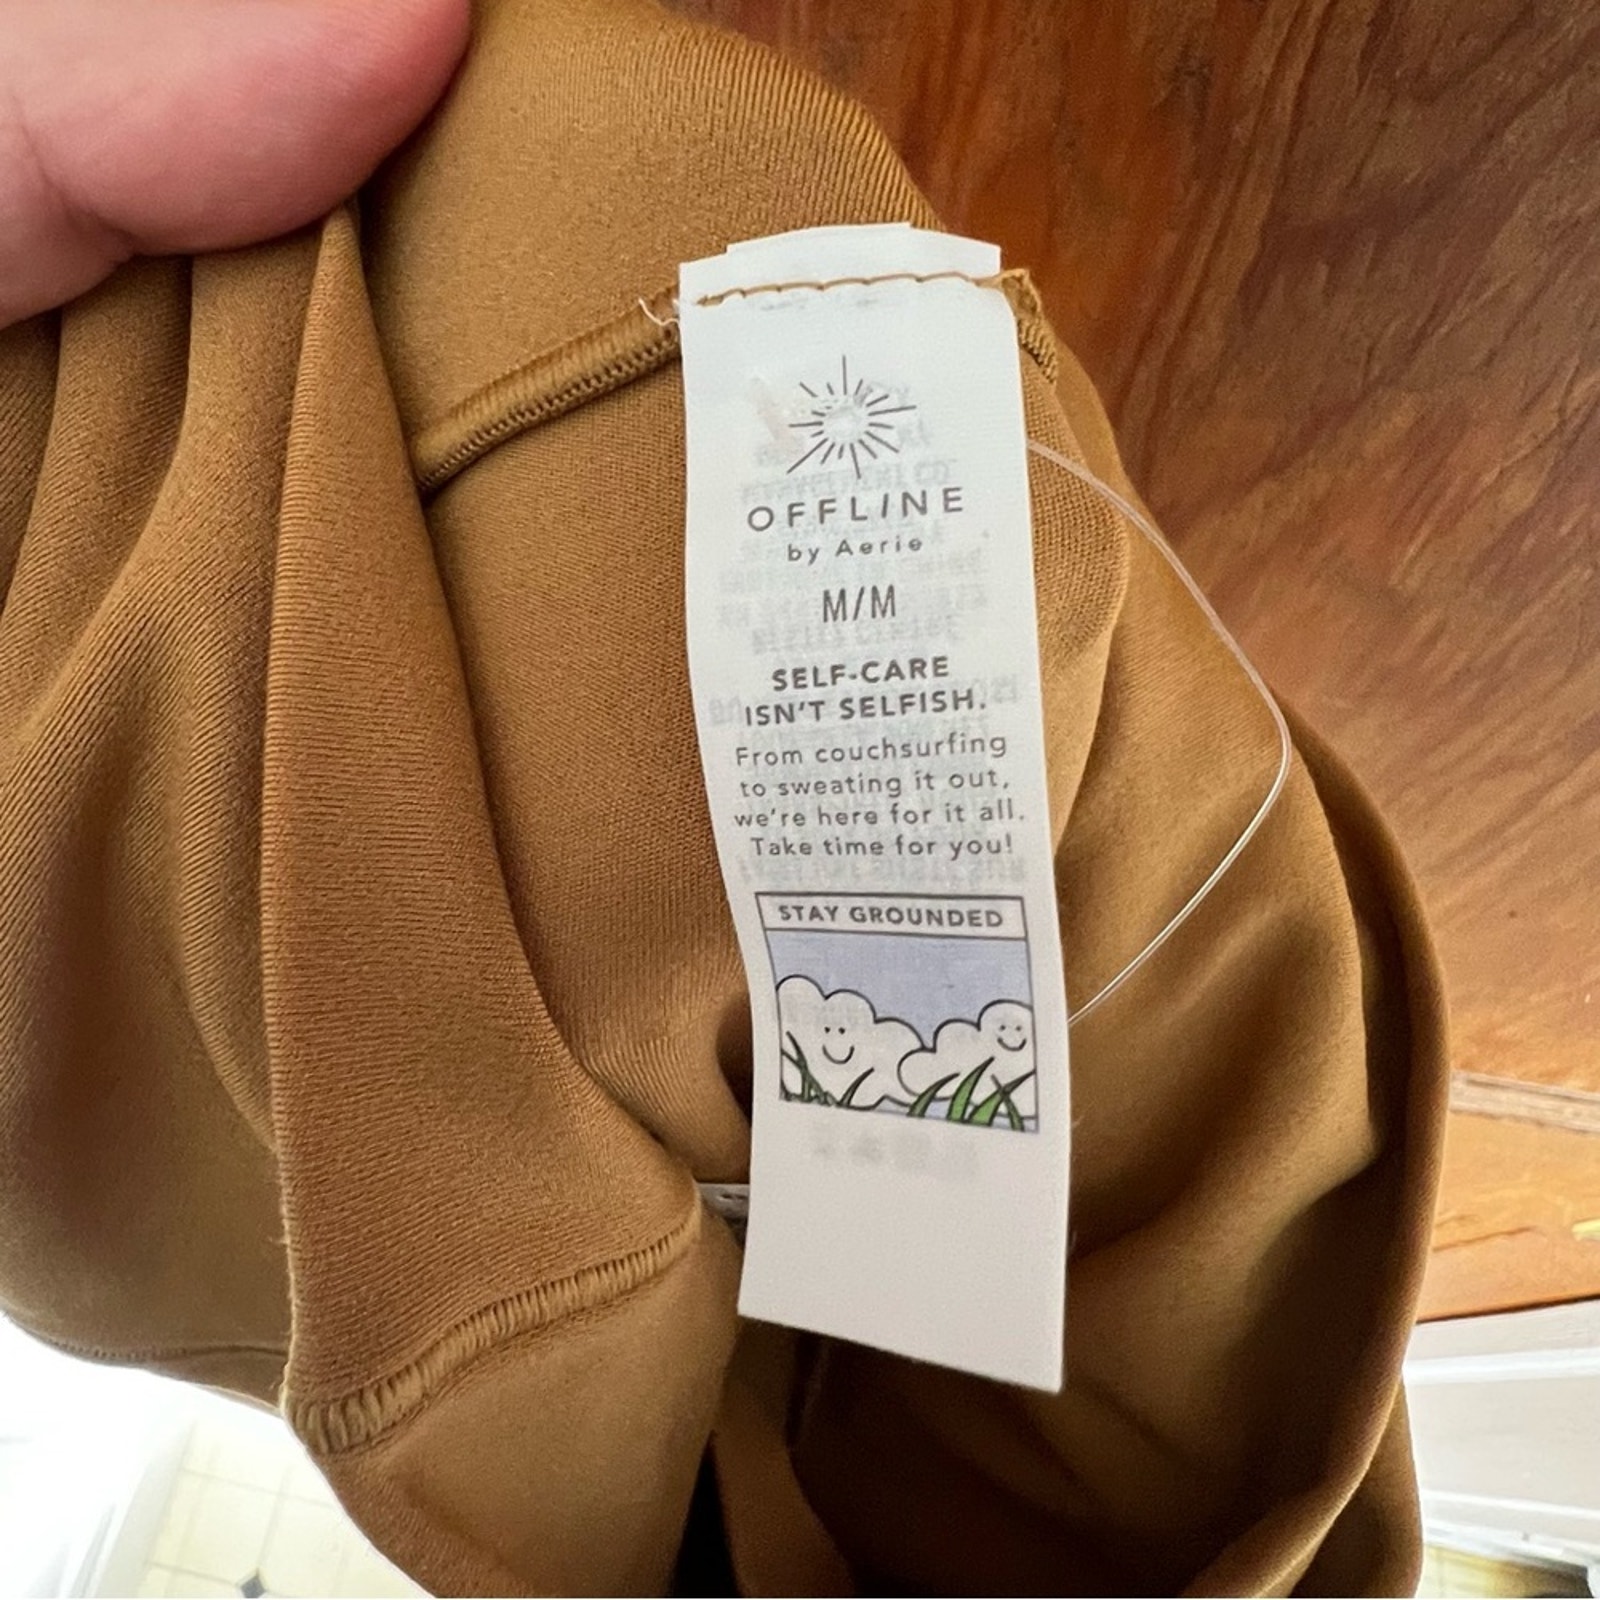 OFFLINE
by Aerie
M/M
SELF-CARE
ISN'T SELFISH.
From couchsurfing
to sweating it out,
we're here for it all.
Take time for you!
STAY GROUNDED